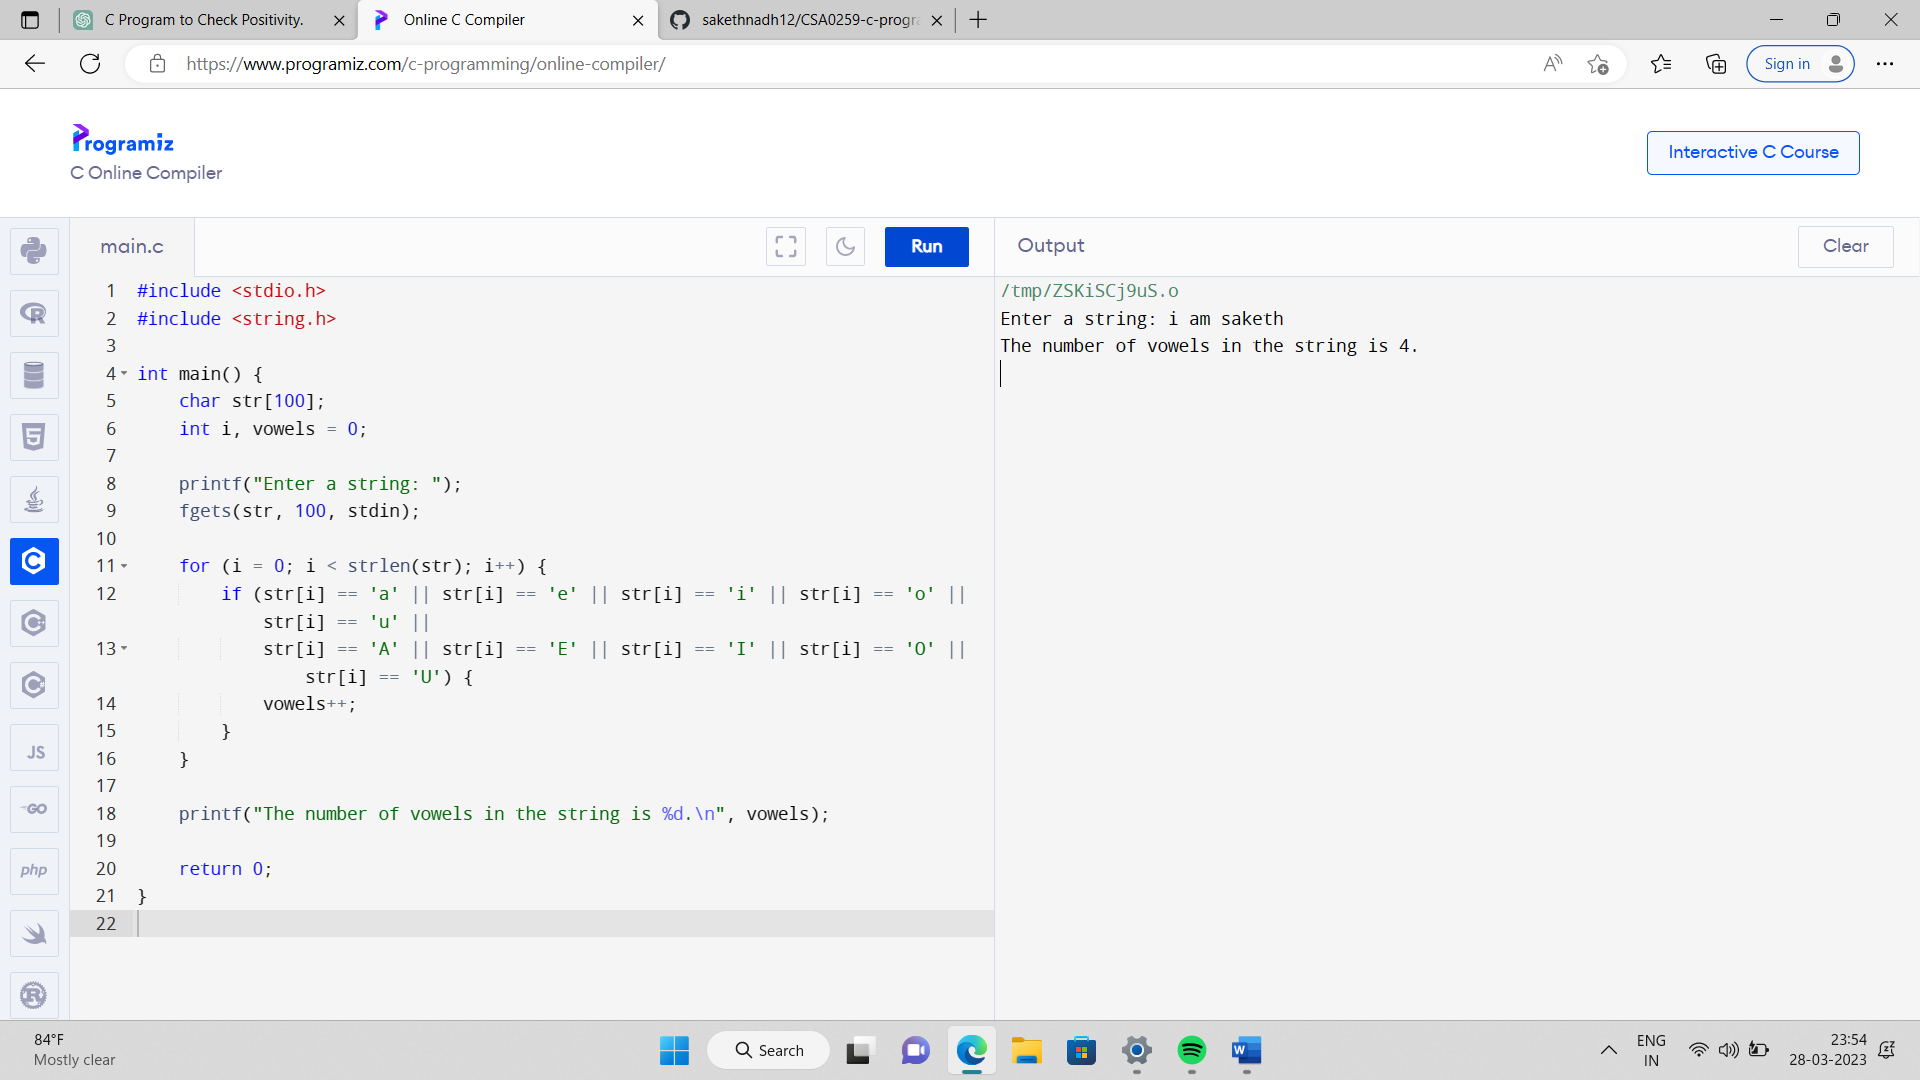 C Program to Check Positivity.
Online C Compiler
sakethnadh12/CSA0259-c-progra
https://www.programiz.com/c-programming/online-compiler/
Sign in
Programiz
C Online Compiler
Interactive C Course
main.c
Run
Output
Clear
1 #include <stdio.h>
2 #include <string.h>
3
4 int main() {
5 char str[100];
6 int i, vowels = 0;
7
8 printf("Enter a string: ");
9 fgets(str, 100, stdin);
10
11 for (i = 0; i < strlen(str); i++) {
12 if (str[i] == 'a' || str[i] == 'e' || str[i] == 'i' || str[i] == 'o' ||
str[i] == 'u' ||
13 str[i] == 'A' || str[i] == 'E' || str[i] == 'I' || str[i] == 'O' ||
str[i] == 'U') {
14 vowels++;
15 }
16 }
17
18 printf("The number of vowels in the string is %d.\n", vowels);
19
20 return 0;
21 }
22
/tmp/ZSKiSCj9uS.o
Enter a string: i am saketh
The number of vowels in the string is 4.
JS
GO
php
84°F
Mostly clear
Search
ENG
IN
23:54
28-03-2023